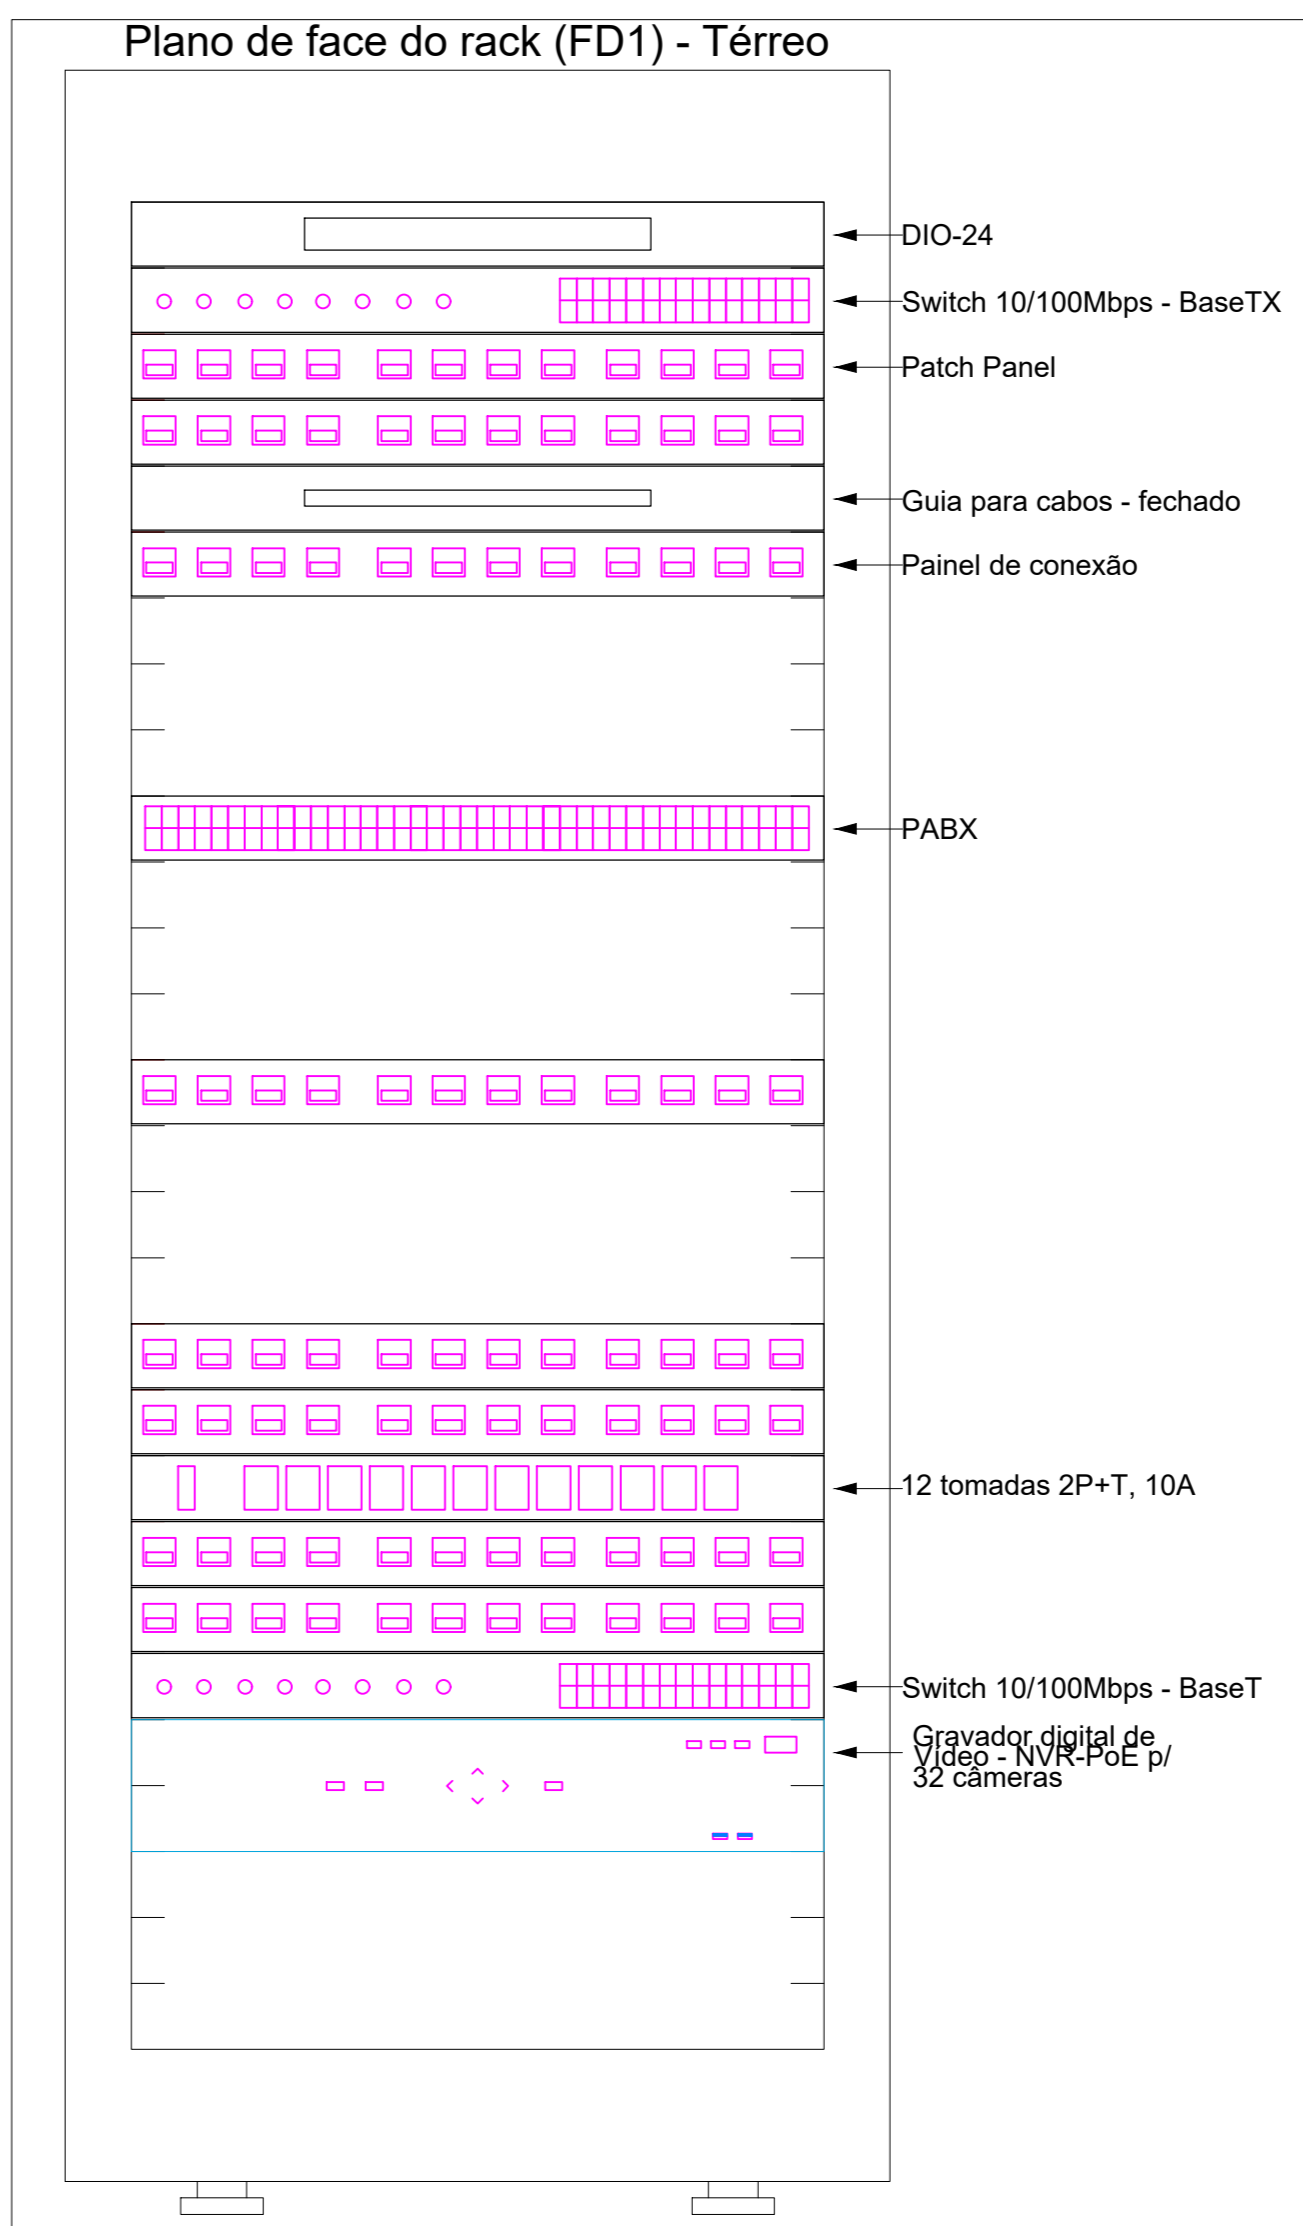 Plano de face do rack (FD1) - Térreo
DIO-24
Switch 10/100Mbps - BaseTX
Patch Panel
Guia para cabos - fechado
Painel de conexão
PABX
12 tomadas 2P+T, 10A
Switch 10/100Mbps - BaseT
Gravador digital de
Vídeo - NVR-PoE p/
32 câmeras